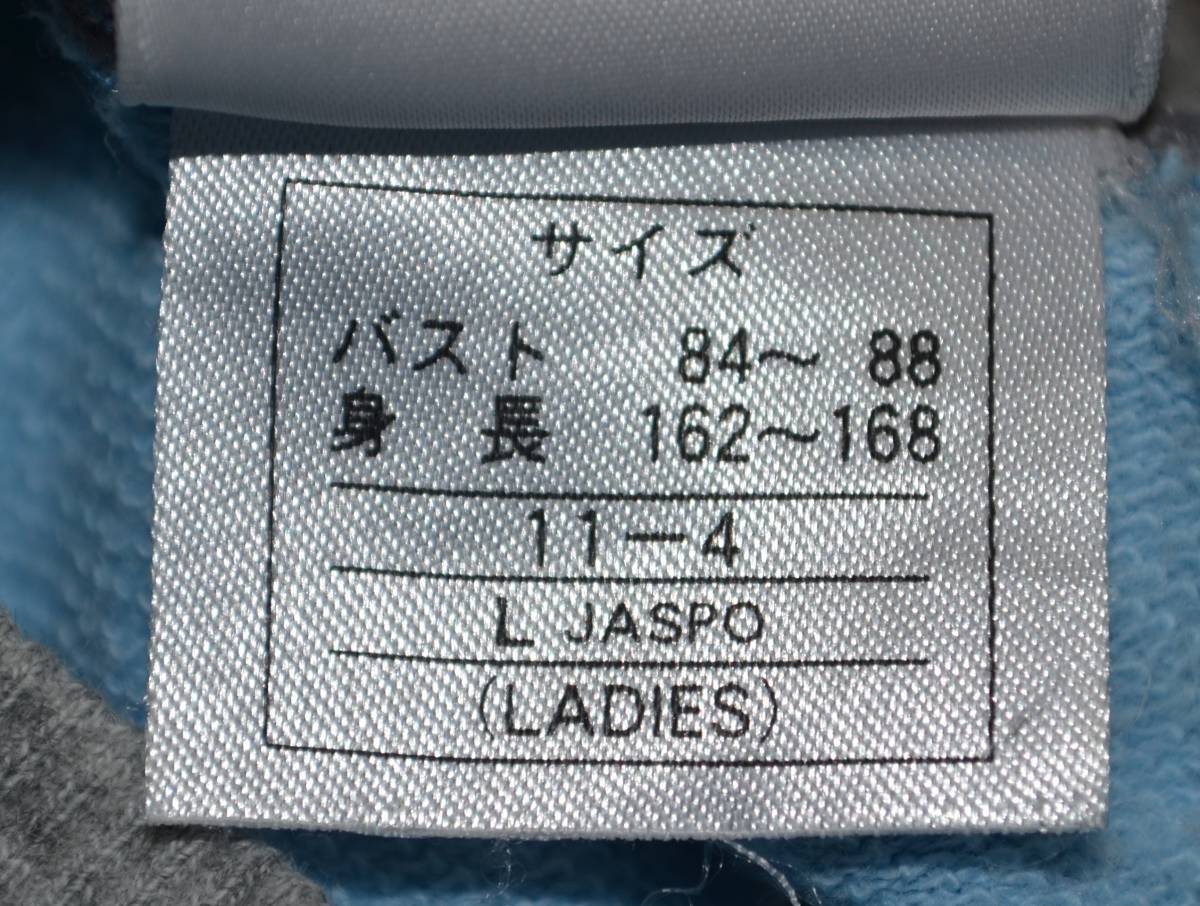 サイズ
バスト 84～ 88
身 長 162～168
11－4
L JASPO
(LADIES)